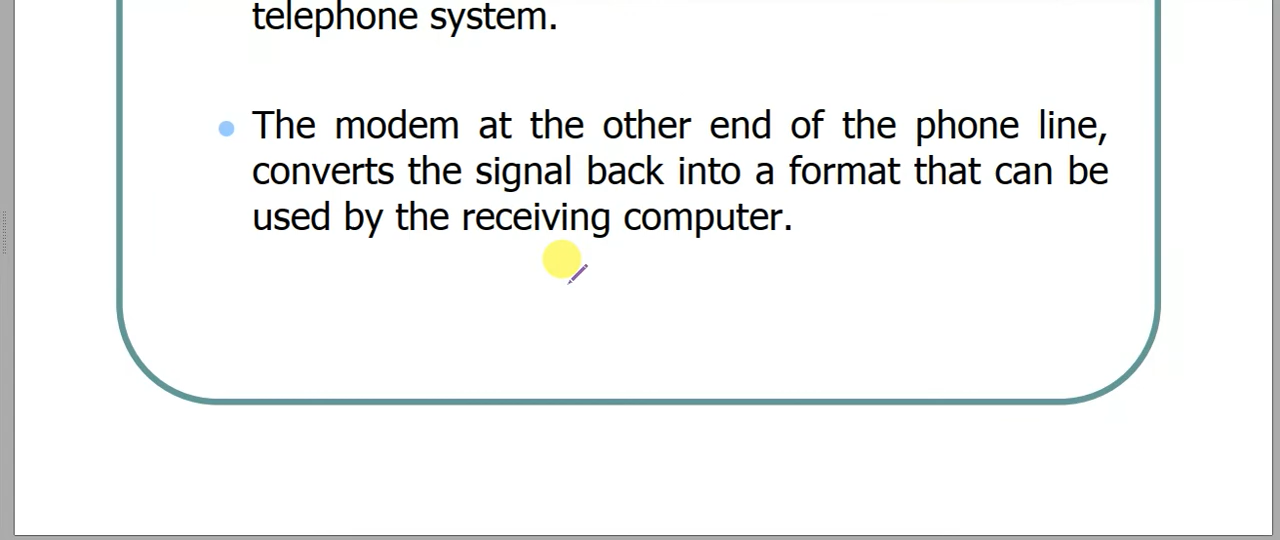 telephone system.
The modem at the other end of the phone line,
converts the signal back into a format that can be
used by the receiving computer.